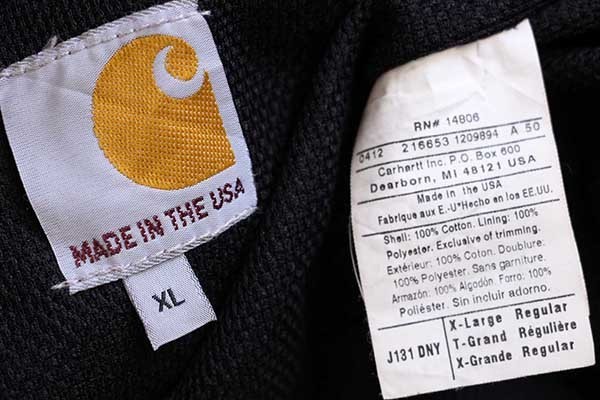 MADE IN THE USA
XL
RN# 14806
0412 216653 1209894 A 50
Carhartt Inc. P.O. Box 600
Dearborn, MI 48121 USA
Made in the USA
Fabrique aux E.-U*Hecho en los EE.UU.
Shell: 100% Cotton. Lining: 100%
Polyester. Exclusive of trimming.
Extérieur: 100% Coton. Doublure:
100% Polyester. Sans garniture.
Armazón: 100% Algodón. Forro: 100%
Poliéster. Sin incluir adorno.
J131 DNY
X-Large Regular
T-Grand Régulière
X-Grande Regular